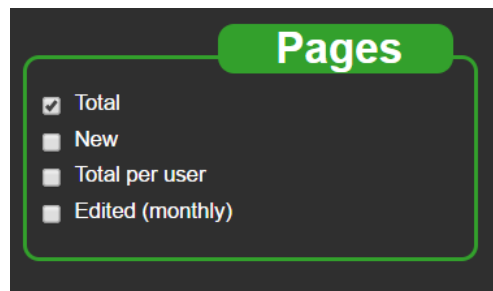 Pages
Total
New
Total per user
Edited (monthly)